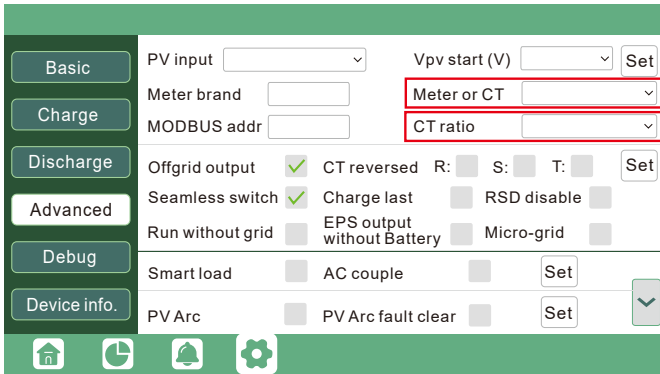 Basic
Charge
Discharge
Advanced
Debug
Device info.
PV input Vpv start (V) Set
Meter brand Meter or CT
MODBUS addr CT ratio
Offgrid output CT reversed R: S: T: Set
Seamless switch Charge last RSD disable
Run without grid EPS output without Battery Micro-grid
Smart load AC couple Set
PV Arc PV Arc fault clear Set